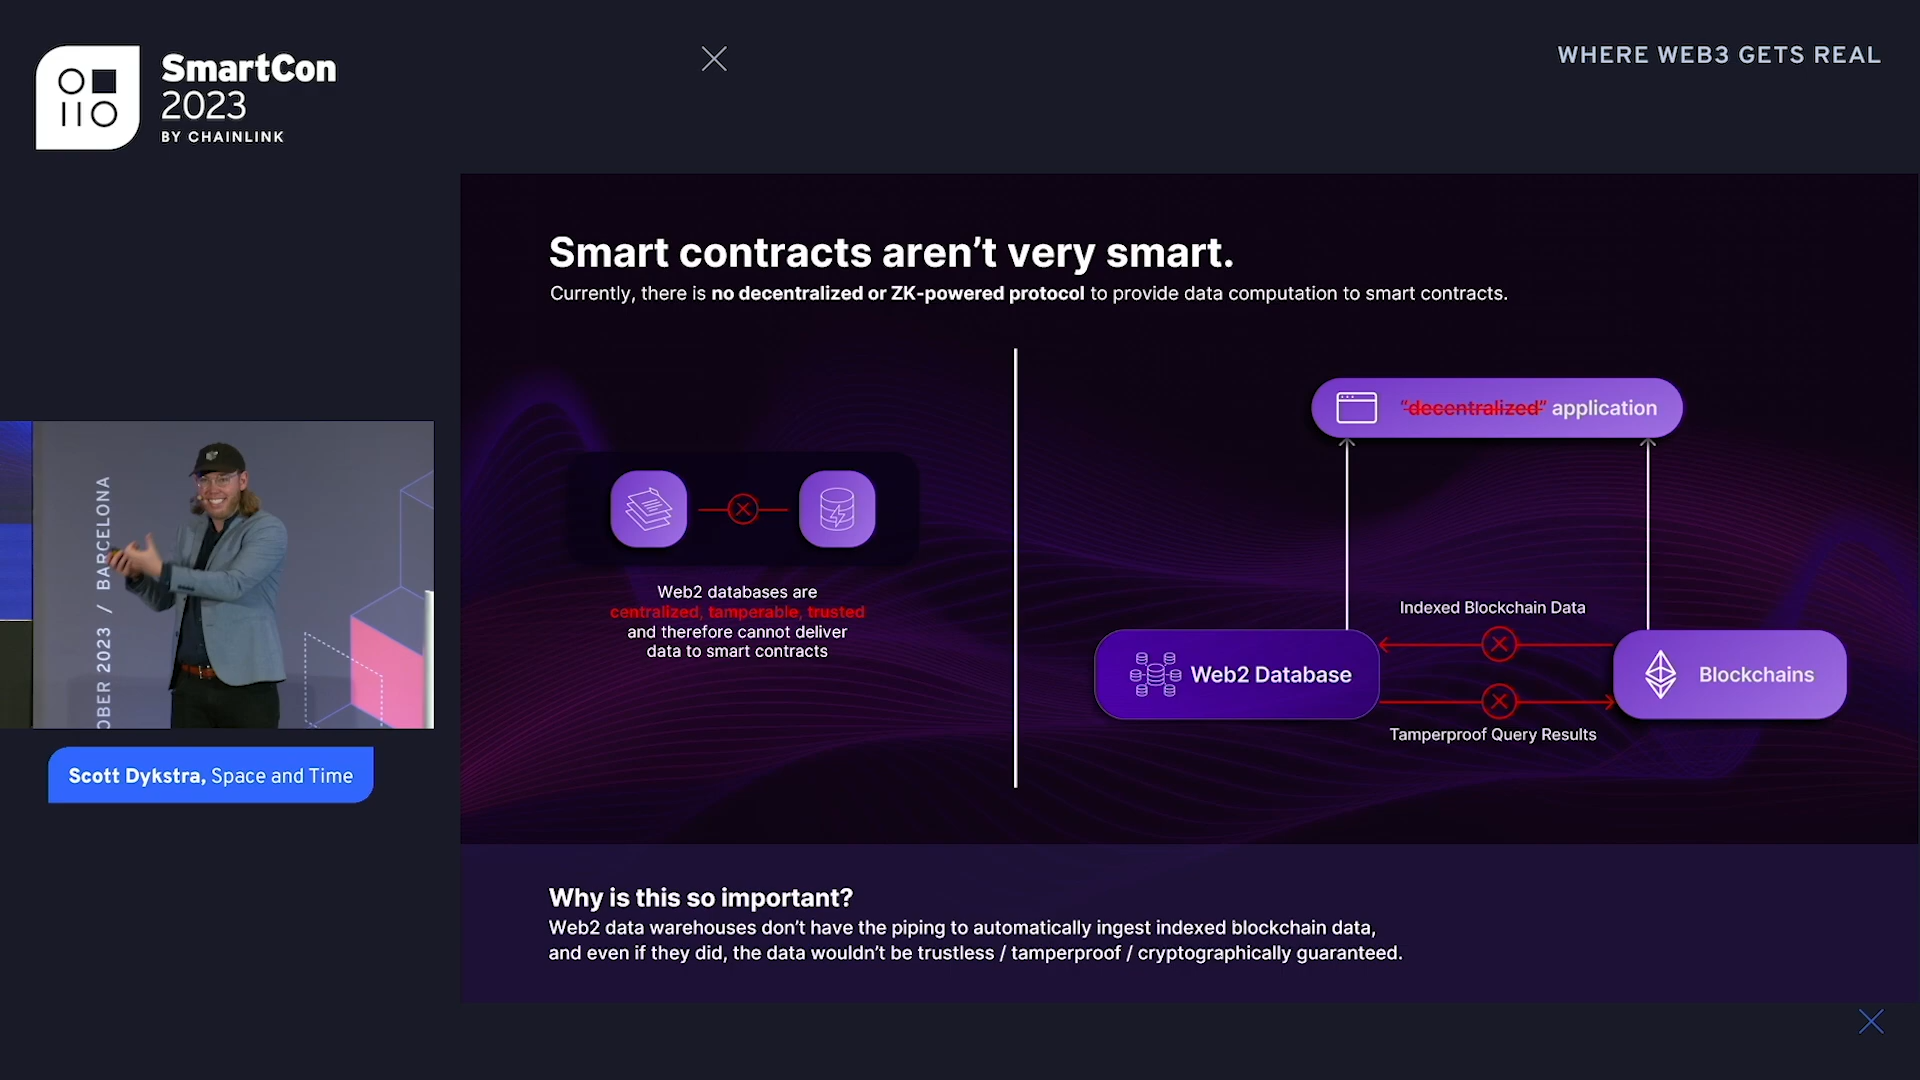 SmartCon
2023
BY CHAINLINK
WHERE WEB3 GETS REAL
Smart contracts aren't very smart.
Currently, there is no decentralized or ZK-powered protocol to provide data computation to smart contracts.
Web2 databases are
centralized, tamperable, trusted
and therefore cannot deliver
data to smart contracts
“decentralized” application
Indexed Blockchain Data
Web2 Database
Blockchains
Tamperproof Query Results
OBER 2023 / BARCELONA
Scott Dykstra, Space and Time
Why is this so important?
Web2 data warehouses don't have the piping to automatically ingest indexed blockchain data,
and even if they did, the data wouldn't be trustless / tamperproof / cryptographically guaranteed.